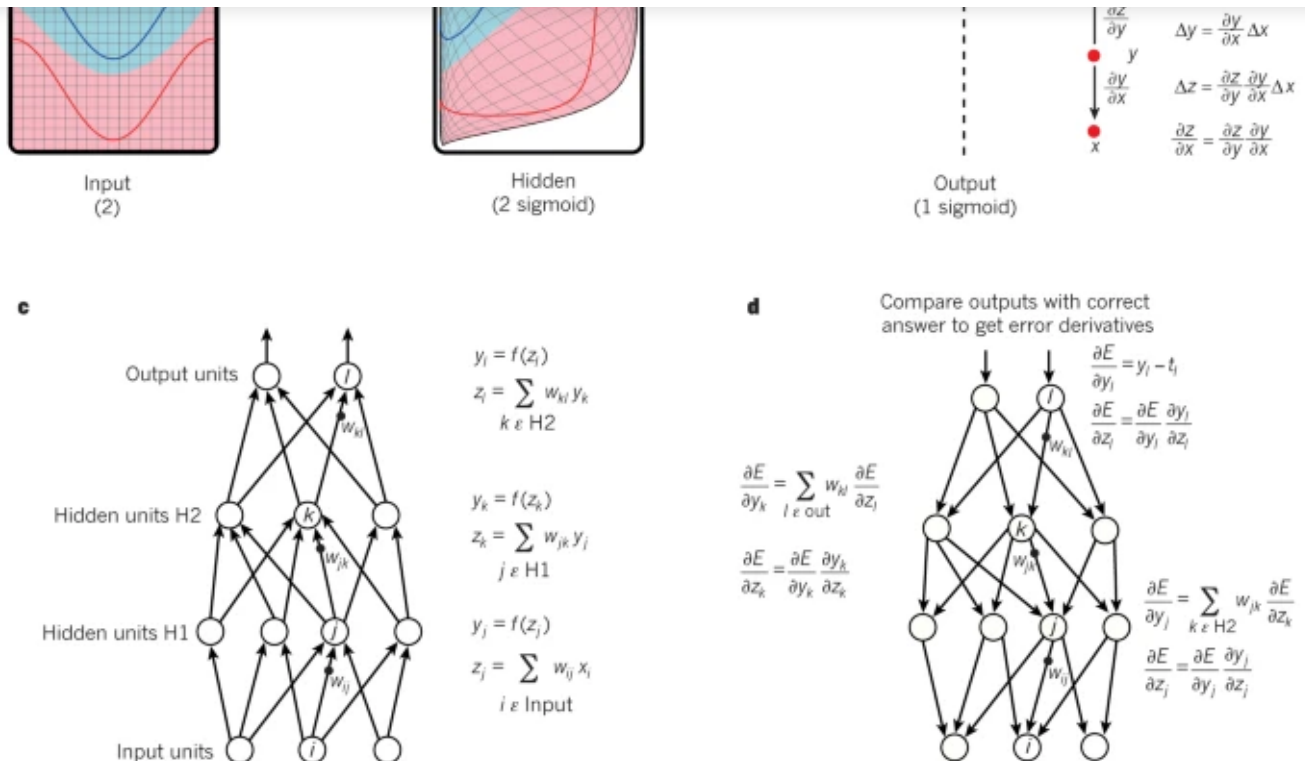 ∂z/∂y
Δy = ∂y/∂x Δx
y
∂y/∂x
Δz = ∂z/∂y ∂y/∂x Δx
x
∂z/∂x = ∂z/∂y ∂y/∂x
Input
(2)
Hidden
(2 sigmoid)
Output
(1 sigmoid)
c
Output units
l
w_kl
y_l = f(z_l)
z_l = ∑ w_kl y_k
k ε H2
Hidden units H2
k
w_jk
y_k = f(z_k)
z_k = ∑ w_jk y_j
j ε H1
Hidden units H1
j
w_ij
y_j = f(z_j)
z_j = ∑ w_ij x_i
i ε Input
Input units
i
d
Compare outputs with correct
answer to get error derivatives
∂E/∂y_l = y_l − t_l
l
∂E/∂z_l = ∂E/∂y_l ∂y_l/∂z_l
w_kl
∂E/∂y_k = ∑ w_kl ∂E/∂z_l
l ε out
k
∂E/∂z_k = ∂E/∂y_k ∂y_k/∂z_k
w_jk
∂E/∂y_j = ∑ w_jk ∂E/∂z_k
k ε H2
j
∂E/∂z_j = ∂E/∂y_j ∂y_j/∂z_j
w_ij
i